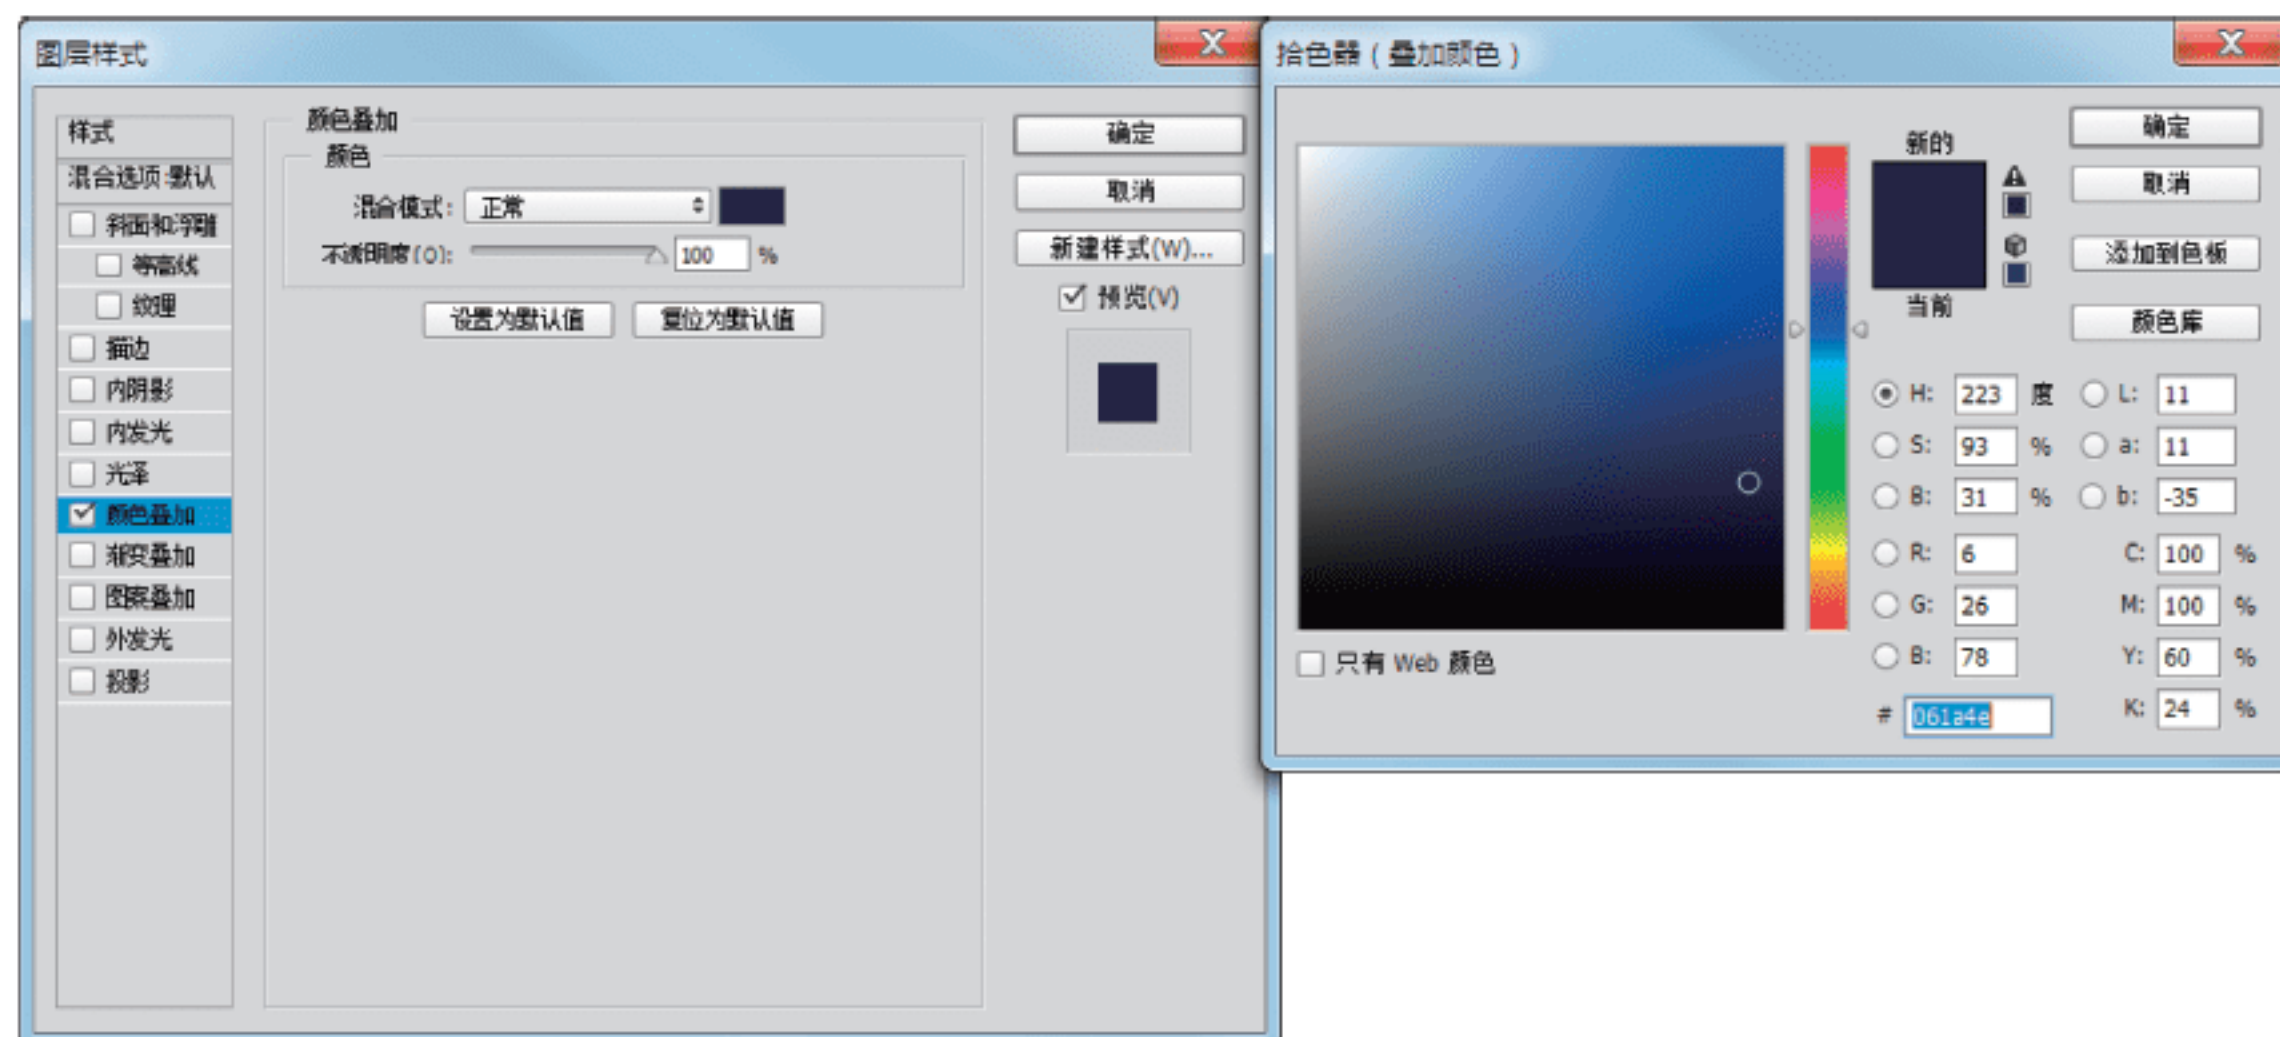 图层样式
样式
混合选项:默认
斜面和浮雕
等高线
纹理
描边
内阴影
内发光
光泽
颜色叠加
渐变叠加
图案叠加
外发光
投影
颜色叠加
颜色
混合模式: 正常
不透明度(O): 100 %
设置为默认值 复位为默认值
确定
取消
新建样式(W)...
预览(V)
拾色器(叠加颜色)
新的
当前
确定
取消
添加到色板
颜色库
H: 223 度 L: 11
S: 93 % a: 11
B: 31 % b: -35
R: 6 C: 100 %
G: 26 M: 100 %
B: 78 Y: 60 %
# 061a4e K: 24 %
只有 Web 颜色